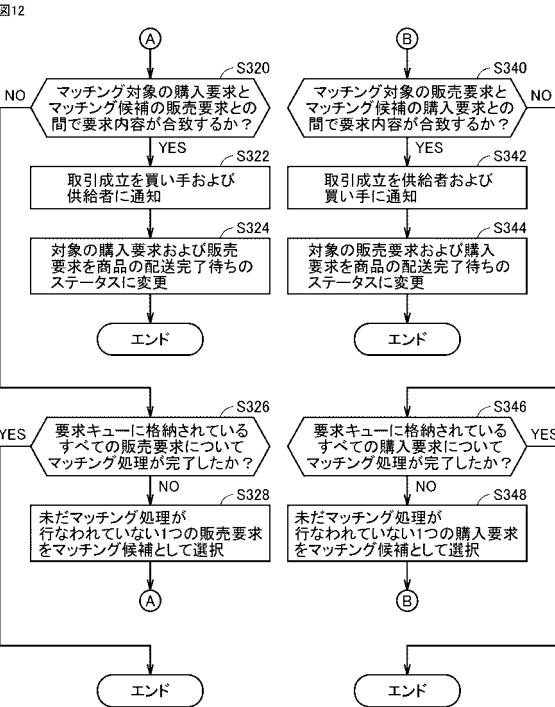 図12
A
S320
マッチング対象の購入要求と
マッチング候補の販売要求との
間で要求内容が合致するか?
NO
YES
S322
取引成立を買い手および
供給者に通知
S324
対象の購入要求および販売
要求を商品の配送完了待ちの
ステータスに変更
エンド
S326
要求キューに格納されている
すべての販売要求について
マッチング処理が完了したか?
YES
NO
S328
未だマッチング処理が
行なわれていない1つの販売要求
をマッチング候補として選択
A
エンド
B
S340
マッチング対象の販売要求と
マッチング候補の購入要求との
間で要求内容が合致するか?
NO
YES
S342
取引成立を供給者および
買い手に通知
S344
対象の販売要求および購入
要求を商品の配送完了待ちの
ステータスに変更
エンド
S346
要求キューに格納されている
すべての購入要求について
マッチング処理が完了したか?
YES
NO
S348
未だマッチング処理が
行なわれていない1つの購入要求
をマッチング候補として選択
B
エンド